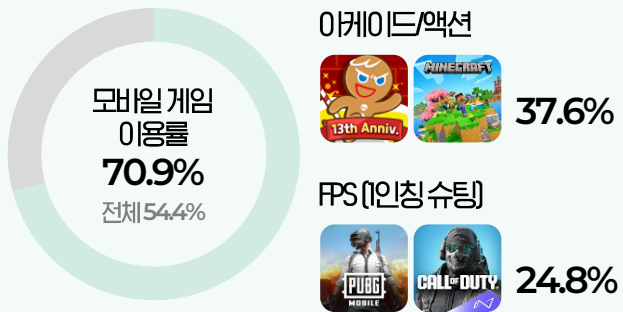 모바일 게임
이용률
70.9%
전체 54.4%
아케이드/액션
13th Anniv.
MINECRAFT
37.6%
FPS (1인칭 슈팅)
PUBG
MOBILE
CALL OF DUTY
24.8%